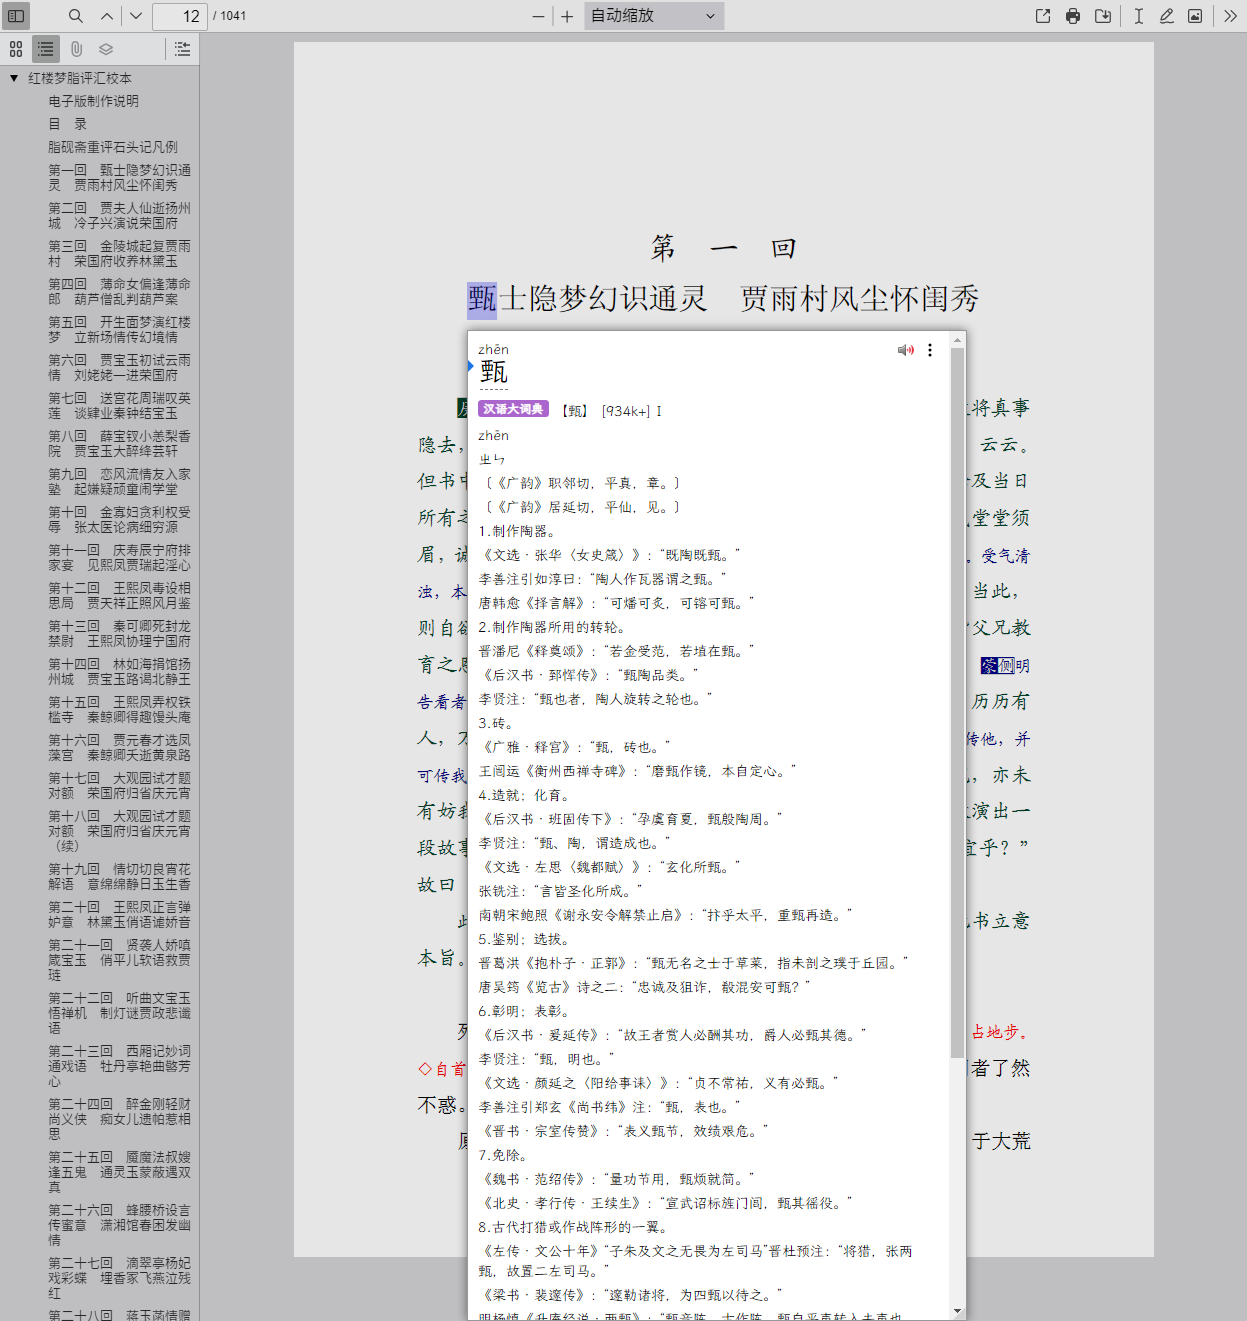 12 / 1041
自动缩放
红楼梦脂评汇校本
电子版制作说明
目　录
脂砚斋重评石头记凡例
第一回　甄士隐梦幻识通
灵　贾雨村风尘怀闺秀
第二回　贾夫人仙逝扬州
城　冷子兴演说荣国府
第三回　金陵城起复贾雨
村　荣国府收养林黛玉
第四回　薄命女偏逢薄命
郎　葫芦僧乱判葫芦案
第五回　开生面梦演红楼
梦　立新场情传幻境情
第六回　贾宝玉初试云雨
情　刘姥姥一进荣国府
第七回　送宫花周瑞叹英
莲　谈肄业秦钟结宝玉
第八回　薛宝钗小恙梨香
院　贾宝玉大醉绛芸轩
第九回　恋风流情友入家
塾　起嫌疑顽童闹学堂
第十回　金寡妇贪利权受
辱　张太医论病细穷源
第十一回　庆寿辰宁府排
家宴　见熙凤贾瑞起淫心
第十二回　王熙凤毒设相
思局　贾天祥正照风月鉴
第十三回　秦可卿死封龙
禁尉　王熙凤协理宁国府
第十四回　林如海捐馆扬
州城　贾宝玉路谒北静王
第十五回　王熙凤弄权铁
槛寺　秦鲸卿得趣馒头庵
第十六回　贾元春才选凤
藻宫　秦鲸卿夭逝黄泉路
第十七回　大观园试才题
对额　荣国府归省庆元宵
第十八回　大观园试才题
对额　荣国府归省庆元宵
（续）
第十九回　情切切良宵花
解语　意绵绵静日玉生香
第二十回　王熙凤正言弹
妒意　林黛玉俏语谑娇音
第二十一回　贤袭人娇嗔
箴宝玉　俏平儿软语救贾
琏
第二十二回　听曲文宝玉
悟禅机　制灯谜贾政悲谶
语
第二十三回　西厢记妙词
通戏语　牡丹亭艳曲警芳
心
第二十四回　醉金刚轻财
尚义侠　痴女儿遗帕惹相
思
第二十五回　魇魔法叔嫂
逢五鬼　通灵玉蒙蔽遇双
真
第二十六回　蜂腰桥设言
传蜜意　潇湘馆春困发幽
情
第二十七回　滴翠亭杨妃
戏彩蝶　埋香冢飞燕泣残
红
第二十八回　蒋玉菡情赠
第　一　回
甄士隐梦幻识通灵　贾雨村风尘怀闺秀
将真事
隐去， 云云。
但书中 及当日
所有之 堂堂须
眉，诚 。受气清
浊，本 当此，
则自欲 父兄教
育之恩 蒙侧明
告看者 历历有
人，万 传他，并
可传我 ，亦未
有妨我 演出一
段故事 宜乎？”
故曰
此 书立意
本旨。
占地步。
◇自首 者了然
不惑。
原 于大荒
zhēn
甄
汉语大词典 【甄】 [934k+] Ⅰ
zhēn
ㄓㄣ
〔《广韵》职邻切，平真，章。〕
〔《广韵》居延切，平仙，见。〕
1.制作陶器。
《文选·张华〈女史箴〉》：“既陶既甄。”
李善注引如淳曰：“陶人作瓦器谓之甄。”
唐韩愈《择言解》：“可燔可炙，可镕可甄。”
2.制作陶器所用的转轮。
晋潘尼《释奠颂》：“若金受范，若埴在甄。”
《后汉书·郅恽传》：“甄陶品类。”
李贤注：“甄也者，陶人旋转之轮也。”
3.砖。
《广雅·释宫》：“甄，砖也。”
王闿运《衡州西禅寺碑》：“磨甄作镜，本自定心。”
4.造就；化育。
《后汉书·班固传下》：“孕虞育夏，甄殷陶周。”
李贤注：“甄、陶，谓造成也。”
《文选·左思〈魏都赋〉》：“玄化所甄。”
张铣注：“言皆圣化所成。”
南朝宋鲍照《谢永安令解禁止启》：“抃乎太平，重甄再造。”
5.鉴别；选拔。
晋葛洪《抱朴子·正郭》：“甄无名之士于草莱，指未剖之璞于丘园。”
唐吴筠《览古》诗之二：“忠诚及狙诈，殽混安可甄？”
6.彰明；表彰。
《后汉书·爰延传》：“故王者赏人必酬其功，爵人必甄其德。”
李贤注：“甄，明也。”
《文选·颜延之〈阳给事诔〉》：“贞不常祐，义有必甄。”
李善注引郑玄《尚书纬》注：“甄，表也。”
《晋书·宗室传赞》：“表义甄节，效绩艰危。”
7.免除。
《魏书·范绍传》：“量功节用，甄烦就简。”
《北史·孝行传·王续生》：“宣武诏标旌门闾，甄其徭役。”
8.古代打猎或作战阵形的一翼。
《左传·文公十年》“子朱及文之无畏为左司马”晋杜预注：“将猎，张两
甄，故置二左司马。”
《梁书·裴邃传》：“邃勒诸将，为四甄以待之。”